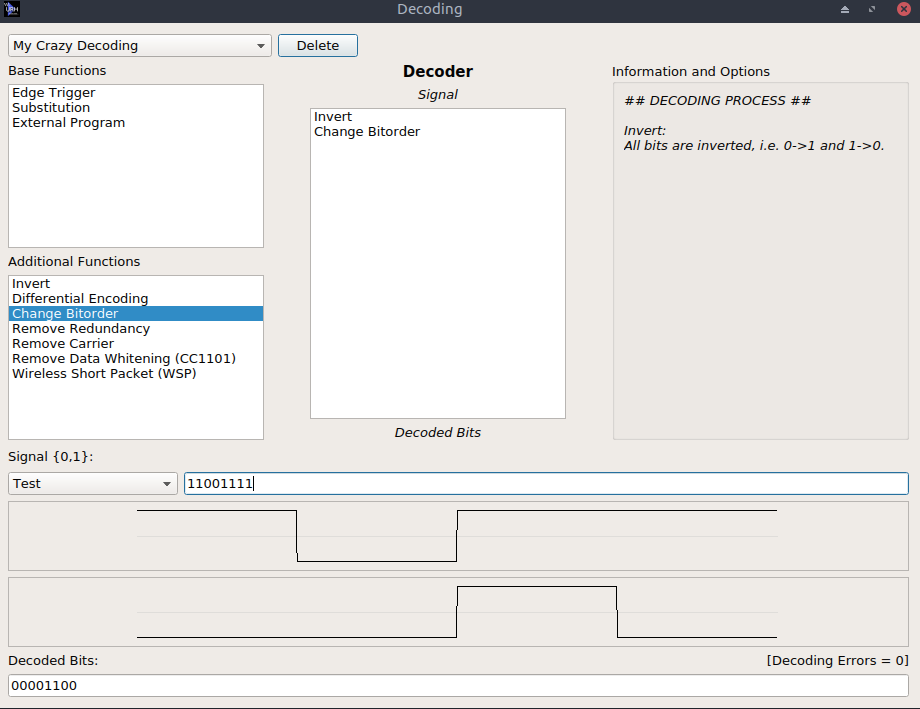 Decoding
My Crazy Decoding
Delete
Base Functions
Edge Trigger
Substitution
External Program
Additional Functions
Invert
Differential Encoding
Change Bitorder
Remove Redundancy
Remove Carrier
Remove Data Whitening (CC1101)
Wireless Short Packet (WSP)
Decoder
Signal
Invert
Change Bitorder
Decoded Bits
Information and Options
## DECODING PROCESS ##
Invert:
All bits are inverted, i.e. 0->1 and 1->0.
Signal {0,1}:
Test
11001111
Decoded Bits:
[Decoding Errors = 0]
00001100